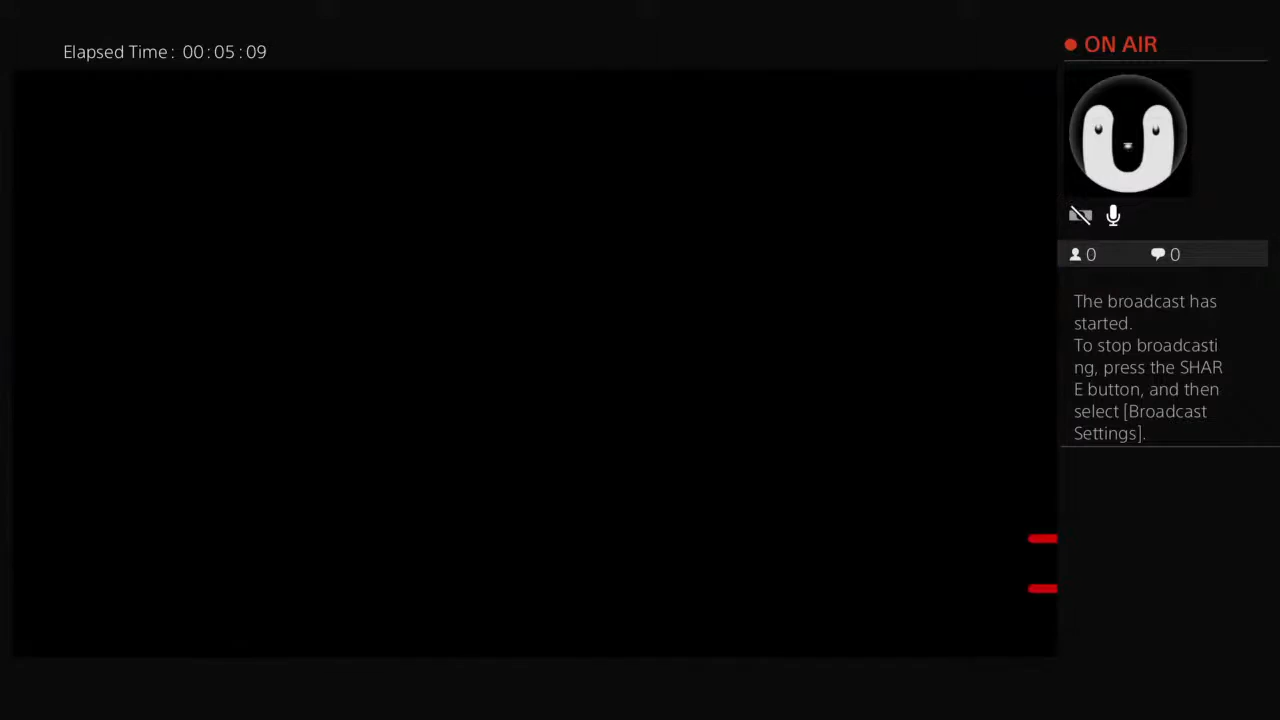 Elapsed Time: 00:05:09
ON AIR
0 0
The broadcast has
started.
To stop broadcasti
ng, press the SHAR
E button, and then
select [Broadcast
Settings].